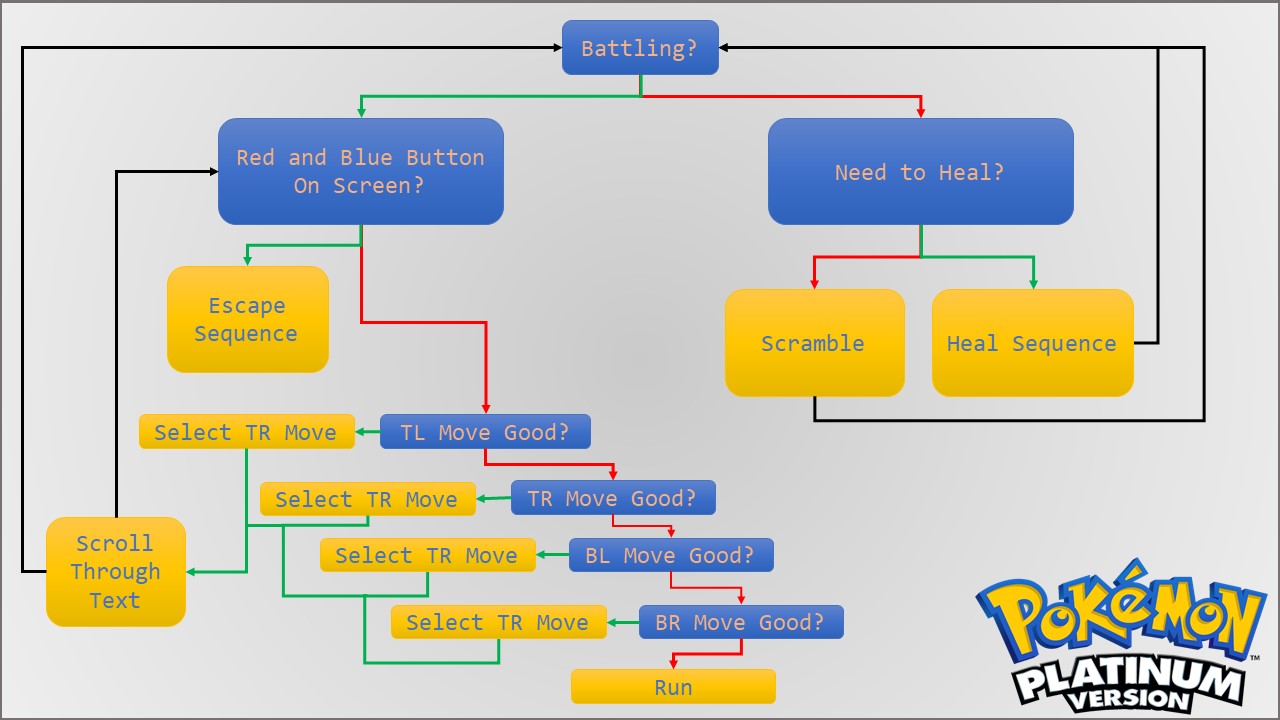 Battling?
Red and Blue Button
On Screen?
Need to Heal?
Escape
Sequence
Scramble
Heal Sequence
Select TR Move
TL Move Good?
Select TR Move
TR Move Good?
Scroll
Through
Text
Select TR Move
BL Move Good?
Select TR Move
BR Move Good?
Run
POKéMON
TM
PLATINUM
VERSION